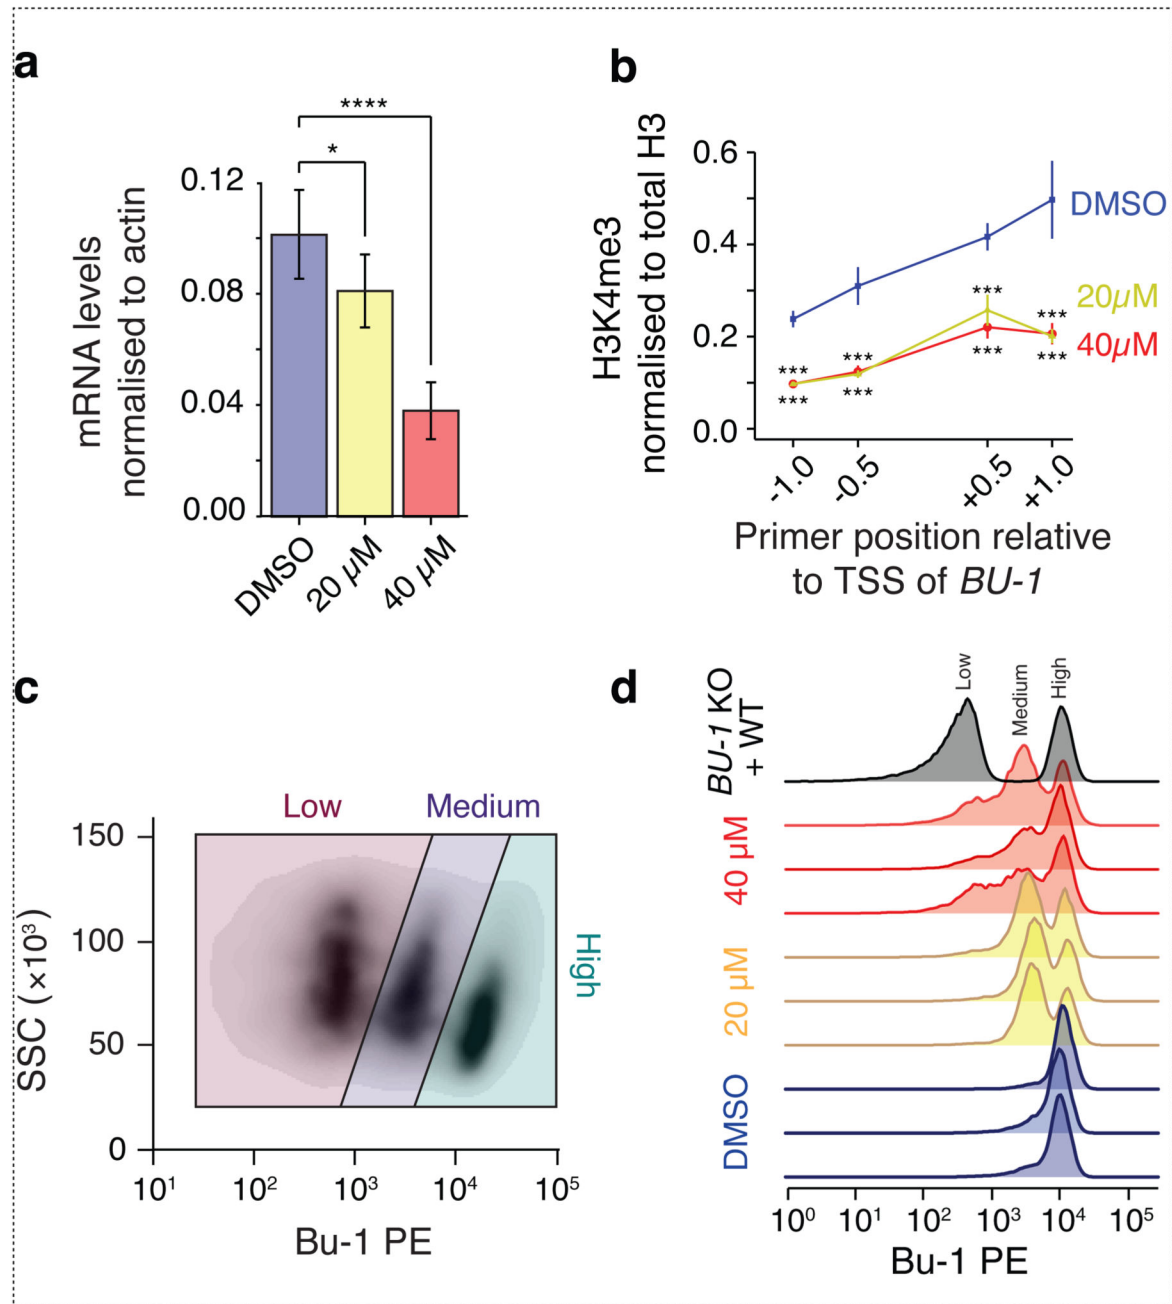 a
****
*
0.12
0.08
0.04
0.00
mRNA levels
normalised to actin
DMSO
20 µM
40 µM
b
H3K4me3
normalised to total H3
0.6
0.4
0.2
0.0
DMSO
20µM
40µM
***
***
***
***
***
***
***
***
-1.0
-0.5
+0.5
+1.0
Primer position relative
to TSS of BU-1
c
Low
Medium
High
150
100
50
0
SSC (×10³)
10¹
10²
10³
10⁴
10⁵
Bu-1 PE
d
BU-1 KO
+ WT
Low
Medium
High
40 µM
20 µM
DMSO
10⁰
10¹
10²
10³
10⁴
10⁵
Bu-1 PE